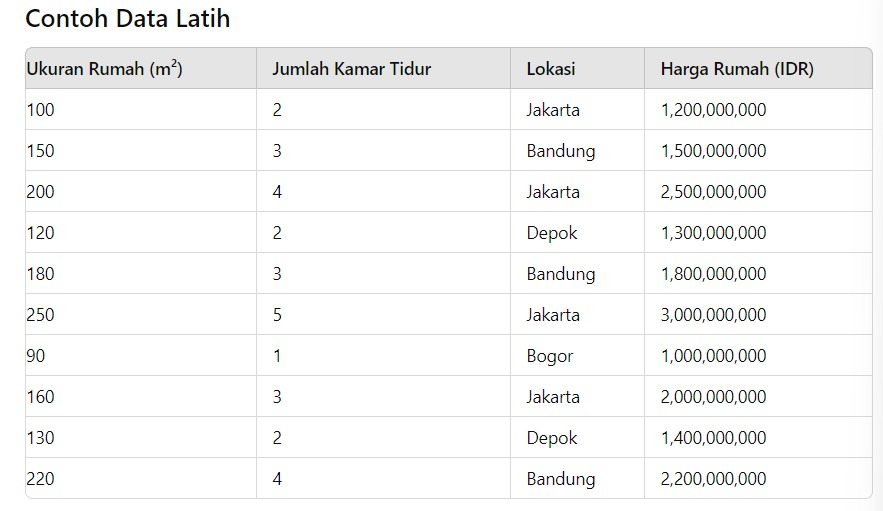 Contoh Data Latih
Ukuran Rumah (m²) Jumlah Kamar Tidur Lokasi Harga Rumah (IDR)
100 2 Jakarta 1,200,000,000
150 3 Bandung 1,500,000,000
200 4 Jakarta 2,500,000,000
120 2 Depok 1,300,000,000
180 3 Bandung 1,800,000,000
250 5 Jakarta 3,000,000,000
90 1 Bogor 1,000,000,000
160 3 Jakarta 2,000,000,000
130 2 Depok 1,400,000,000
220 4 Bandung 2,200,000,000